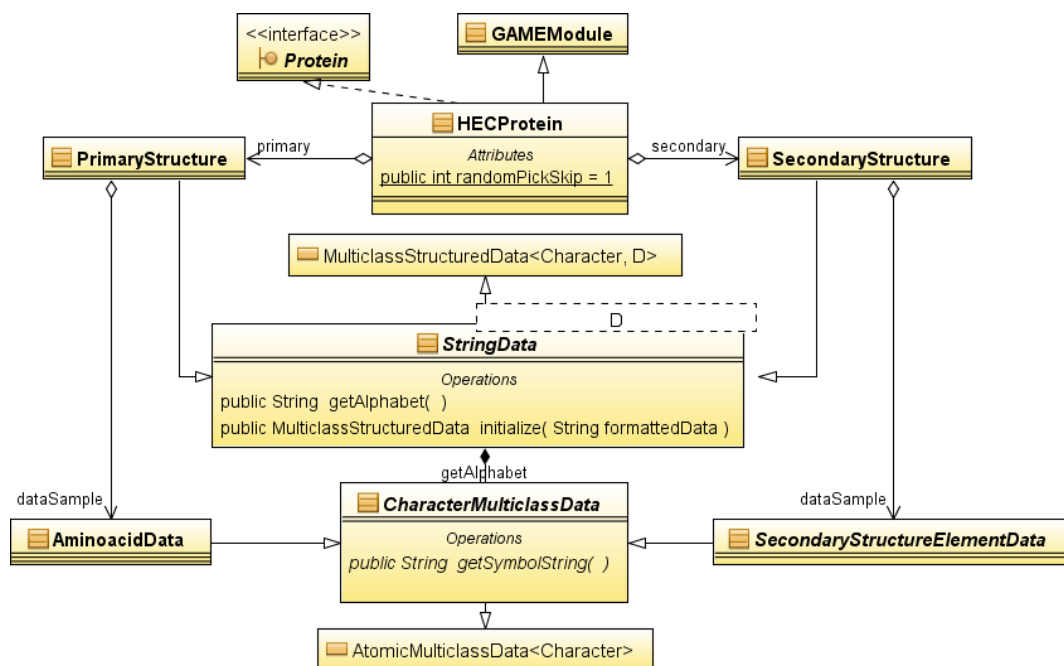 <<interface>>
Protein
GAMEModule
HECProtein
Attributes
public int randomPickSkip = 1
PrimaryStructure
primary
secondary
SecondaryStructure
MulticlassStructuredData<Character, D>
D
StringData
Operations
public String getAlphabet( )
public MulticlassStructuredData initialize( String formattedData )
getAlphabet
dataSample
dataSample
AminoacidData
CharacterMulticlassData
Operations
public String getSymbolString( )
SecondaryStructureElementData
AtomicMulticlassData<Character>